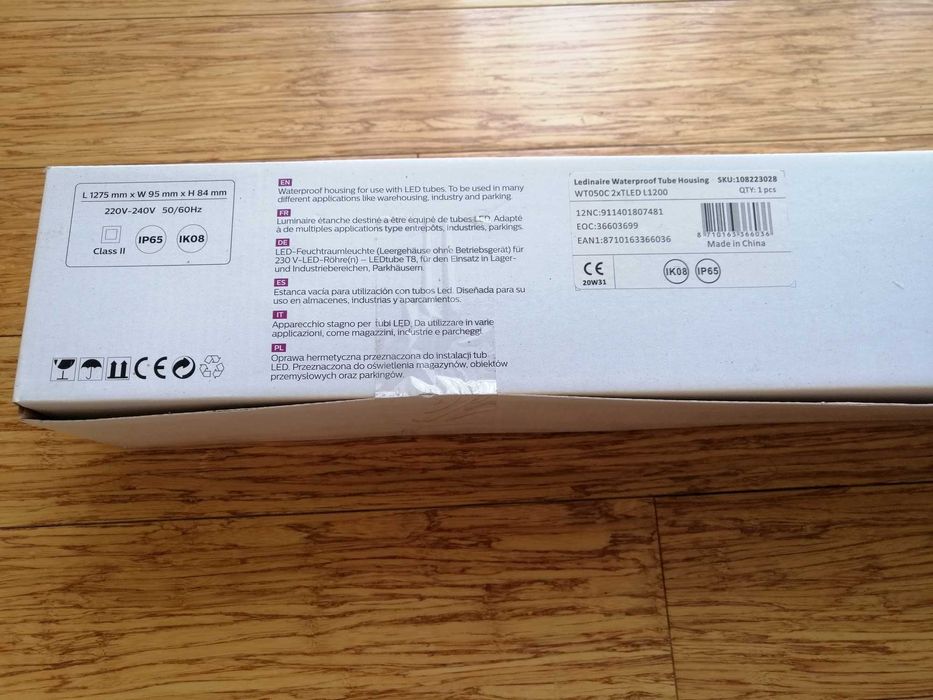 L 1275 mm x W 95 mm x H 84 mm
220V-240V 50/60Hz
Class II
IP65
IK08
EN
Waterproof housing for use with LED tubes. To be used in many
different applications like warehousing, industry and parking.
FR
Luminaire étanche destiné a être équipé de tubes LED. Adapté
à de multiples applications type entrepôts, industries, parkings.
DE
LED-Feuchtraumleuchte (Leergehäuse ohne Betriebsgerät) für
230 V-LED-Röhre(n) – LEDtube T8, für den Einsatz in Lager-
und Industriebereichen, Parkhäusern.
ES
Estanca vacía para utilización con tubos Led. Diseñada para su
uso en almacenes, industrias y aparcamientos.
IT
Apparecchio stagno per tubi LED. Da utilizzare in varie
applicazioni, come magazzini, industrie e parcheggi.
PL
Oprawa hermetyczna przeznaczona do instalacji tub
LED. Przeznaczona do oświetlenia magazynów, obiektów
przemysłowych oraz parkingów.
CE
Ledinaire Waterproof Tube Housing SKU:108223028
WT050C 2xTLED L1200 QTY: 1 pcs
12NC:911401807481
EOC:36603699
EAN1:8710163366036
8 710163 366036
Made in China
CE
20W31
IK08
IP65